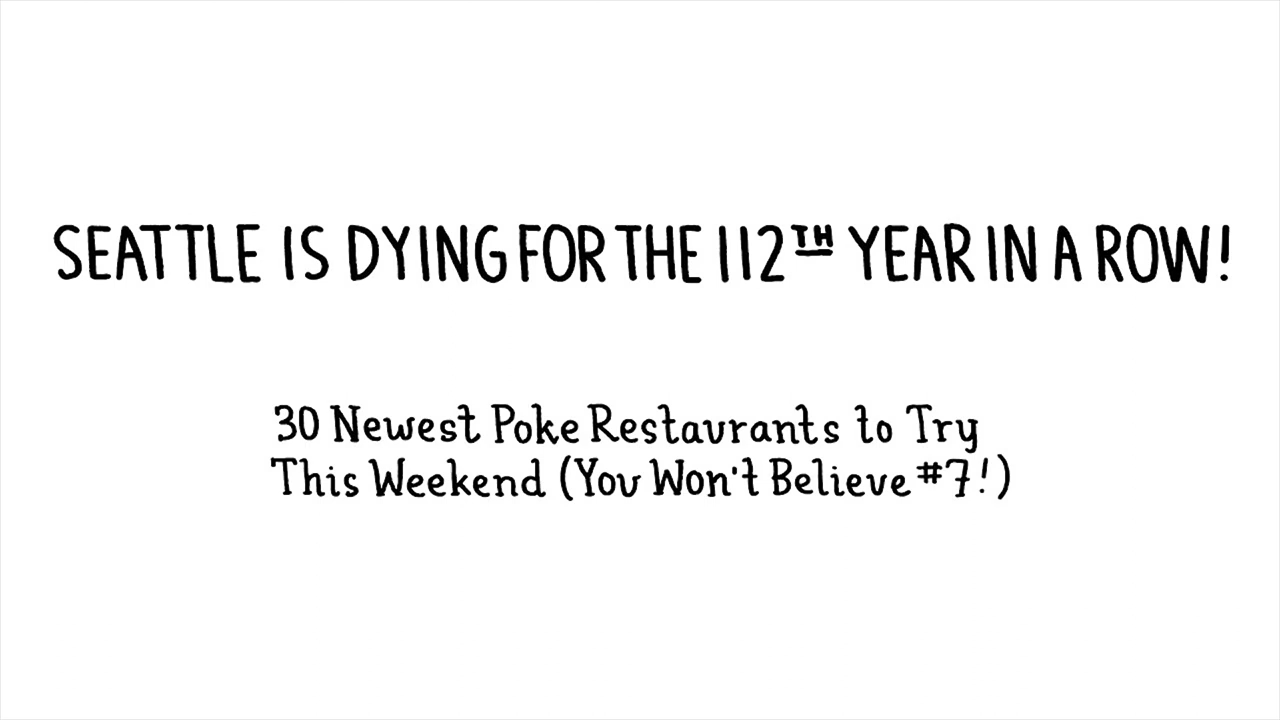 SEATTLE IS DYING FOR THE 112TH YEAR IN A ROW!
30 Newest Poke Restaurants to Try
This Weekend (You Won't Believe #7!)